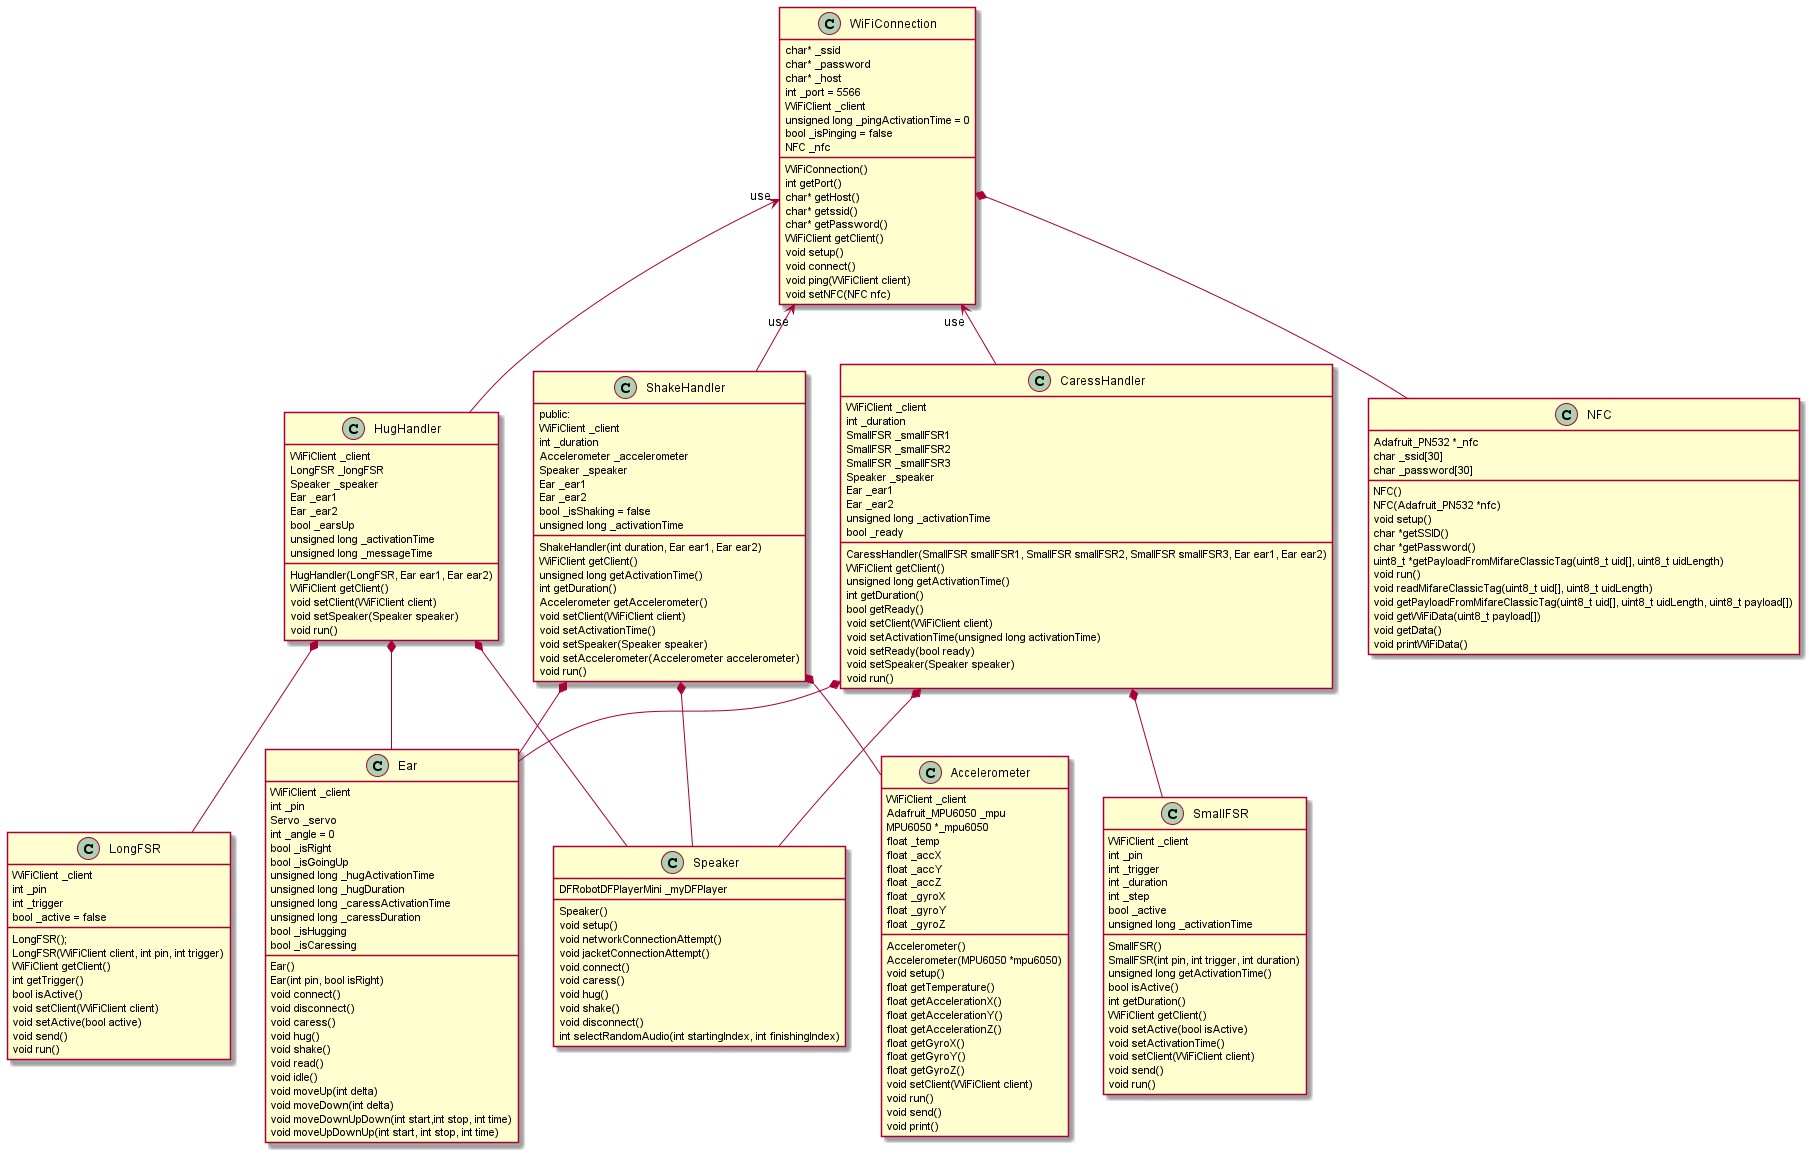 C WiFiConnection
char* _ssid
char* _password
char* _host
int _port = 5566
WiFiClient _client
unsigned long _pingActivationTime = 0
bool _isPinging = false
NFC _nfc
WiFiConnection()
int getPort()
char* getHost()
char* getssid()
char* getPassword()
WiFiClient getClient()
void setup()
void connect()
void ping(WiFiClient client)
void setNFC(NFC nfc)
use
use
use
C HugHandler
WiFiClient _client
LongFSR _longFSR
Speaker _speaker
Ear _ear1
Ear _ear2
bool _earsUp
unsigned long _activationTime
unsigned long _messageTime
HugHandler(LongFSR, Ear ear1, Ear ear2)
WiFiClient getClient()
void setClient(WiFiClient client)
void setSpeaker(Speaker speaker)
void run()
C ShakeHandler
public:
WiFiClient _client
int _duration
Accelerometer _accelerometer
Speaker _speaker
Ear _ear1
Ear _ear2
bool _isShaking = false
unsigned long _activationTime
ShakeHandler(int duration, Ear ear1, Ear ear2)
WiFiClient getClient()
unsigned long getActivationTime()
int getDuration()
Accelerometer getAccelerometer()
void setClient(WiFiClient client)
void setActivationTime()
void setSpeaker(Speaker speaker)
void setAccelerometer(Accelerometer accelerometer)
void run()
C CaressHandler
WiFiClient _client
int _duration
SmallFSR _smallFSR1
SmallFSR _smallFSR2
SmallFSR _smallFSR3
Speaker _speaker
Ear _ear1
Ear _ear2
unsigned long _activationTime
bool _ready
CaressHandler(SmallFSR smallFSR1, SmallFSR smallFSR2, SmallFSR smallFSR3, Ear ear1, Ear ear2)
WiFiClient getClient()
unsigned long getActivationTime()
int getDuration()
bool getReady()
void setClient(WiFiClient client)
void setActivationTime(unsigned long activationTime)
void setReady(bool ready)
void setSpeaker(Speaker speaker)
void run()
C NFC
Adafruit_PN532 *_nfc
char _ssid[30]
char _password[30]
NFC()
NFC(Adafruit_PN532 *nfc)
void setup()
char *getSSID()
char *getPassword()
uint8_t *getPayloadFromMifareClassicTag(uint8_t uid[], uint8_t uidLength)
void run()
void readMifareClassicTag(uint8_t uid[], uint8_t uidLength)
void getPayloadFromMifareClassicTag(uint8_t uid[], uint8_t uidLength, uint8_t payload[])
void getWiFiData(uint8_t payload[])
void getData()
void printWiFiData()
C LongFSR
WiFiClient _client
int _pin
int _trigger
bool _active = false
LongFSR();
LongFSR(WiFiClient client, int pin, int trigger)
WiFiClient getClient()
int getTrigger()
bool isActive()
void setClient(WiFiClient client)
void setActive(bool active)
void send()
void run()
C Ear
WiFiClient _client
int _pin
Servo _servo
int _angle = 0
bool _isRight
bool _isGoingUp
unsigned long _hugActivationTime
unsigned long _hugDuration
unsigned long _caressActivationTime
unsigned long _caressDuration
bool _isHugging
bool _isCaressing
Ear()
Ear(int pin, bool isRight)
void connect()
void disconnect()
void caress()
void hug()
void shake()
void read()
void idle()
void moveUp(int delta)
void moveDown(int delta)
void moveDownUpDown(int start,int stop, int time)
void moveUpDownUp(int start, int stop, int time)
C Speaker
DFRobotDFPlayerMini _myDFPlayer
Speaker()
void setup()
void networkConnectionAttempt()
void jacketConnectionAttempt()
void connect()
void caress()
void hug()
void shake()
void disconnect()
int selectRandomAudio(int startingIndex, int finishingIndex)
C Accelerometer
WiFiClient _client
Adafruit_MPU6050 _mpu
MPU6050 *_mpu6050
float _temp
float _accX
float _accY
float _accZ
float _gyroX
float _gyroY
float _gyroZ
Accelerometer()
Accelerometer(MPU6050 *mpu6050)
void setup()
float getTemperature()
float getAccelerationX()
float getAccelerationY()
float getAccelerationZ()
float getGyroX()
float getGyroY()
float getGyroZ()
void setClient(WiFiClient client)
void run()
void send()
void print()
C SmallFSR
WiFiClient _client
int _pin
int _trigger
int _duration
int _step
bool _active
unsigned long _activationTime
SmallFSR()
SmallFSR(int pin, int trigger, int duration)
unsigned long getActivationTime()
bool isActive()
int getDuration()
WiFiClient getClient()
void setActive(bool isActive)
void setActivationTime()
void setClient(WiFiClient client)
void send()
void run()